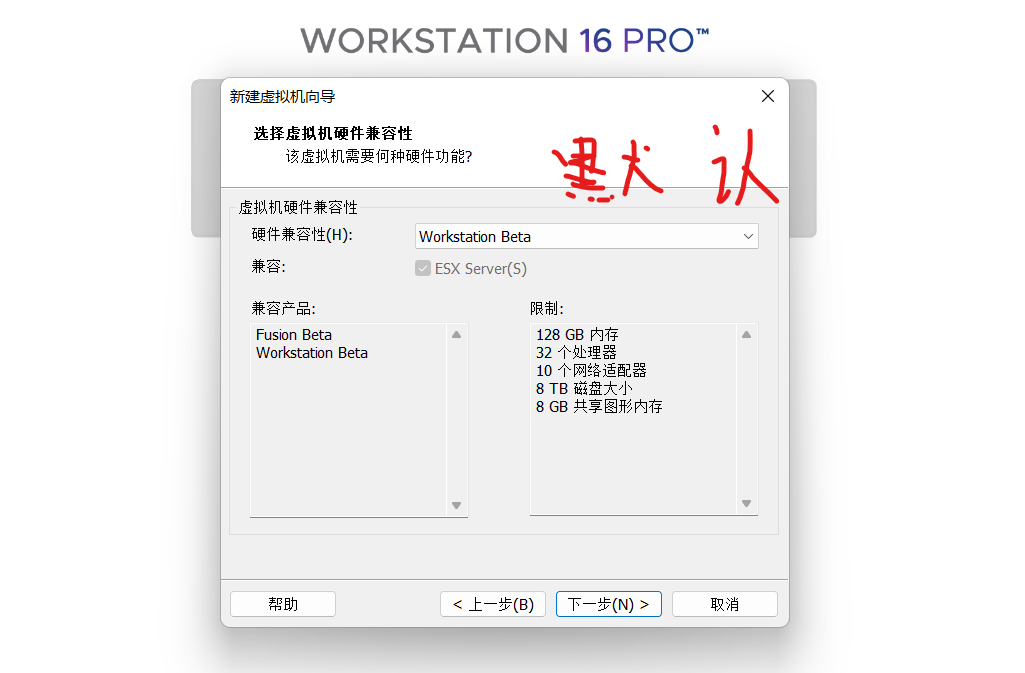 WORKSTATION 16 PRO™
新建虚拟机向导
选择虚拟机硬件兼容性
该虚拟机需要何种硬件功能?
默认
虚拟机硬件兼容性
硬件兼容性(H):
Workstation Beta
兼容:
ESX Server(S)
兼容产品:
Fusion Beta
Workstation Beta
限制:
128 GB 内存
32 个处理器
10 个网络适配器
8 TB 磁盘大小
8 GB 共享图形内存
帮助
< 上一步(B)
下一步(N) >
取消